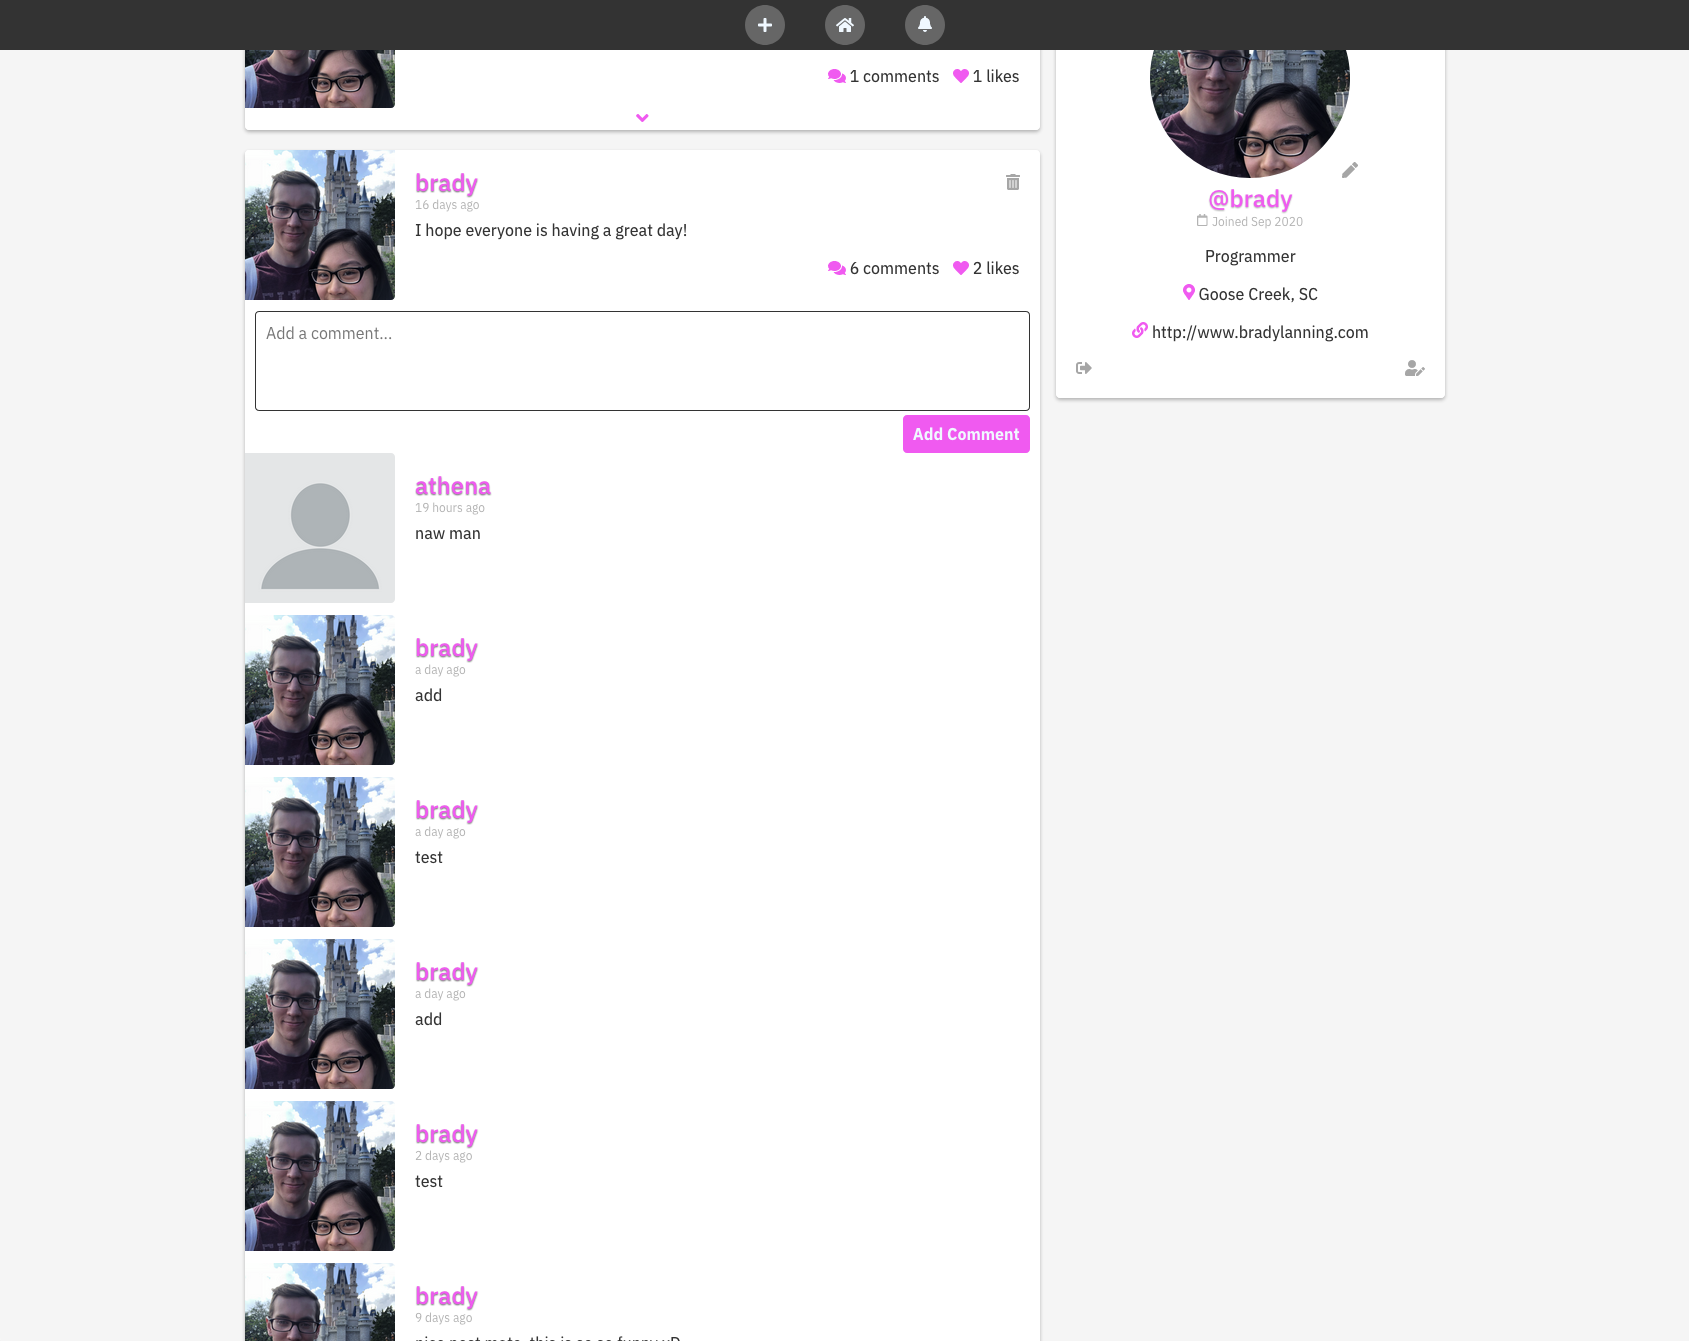 1 comments 1 likes
brady
16 days ago
I hope everyone is having a great day!
6 comments 2 likes
Add a comment...
Add Comment
athena
19 hours ago
naw man
brady
a day ago
add
brady
a day ago
test
brady
a day ago
add
brady
2 days ago
test
brady
9 days ago
@brady
Joined Sep 2020
Programmer
Goose Creek, SC
http://www.bradylanning.com